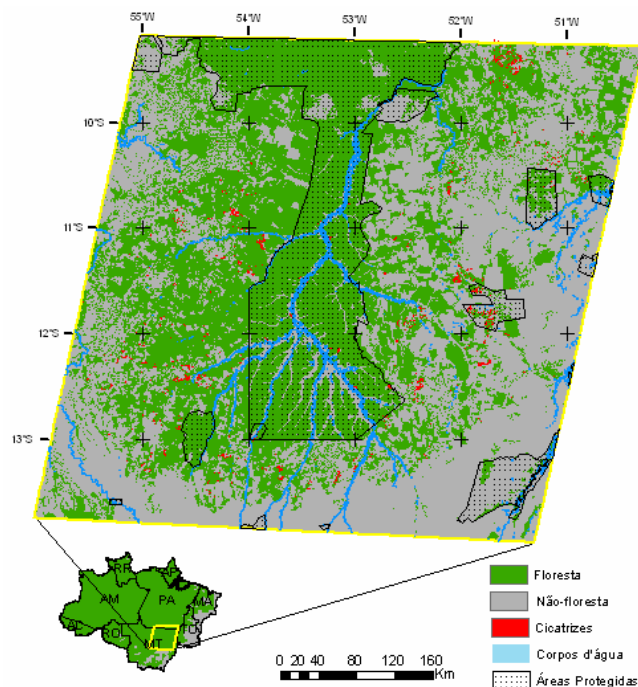 55°W 54°W 53°W 52°W 51°W
10°S
11°S
12°S
13°S
RR
AP
AM
PA
MA
RO
MT
TO
Floresta
Não-floresta
Cicatrizes
Corpos d'água
Áreas Protegidas
0 20 40 80 120 160
Km